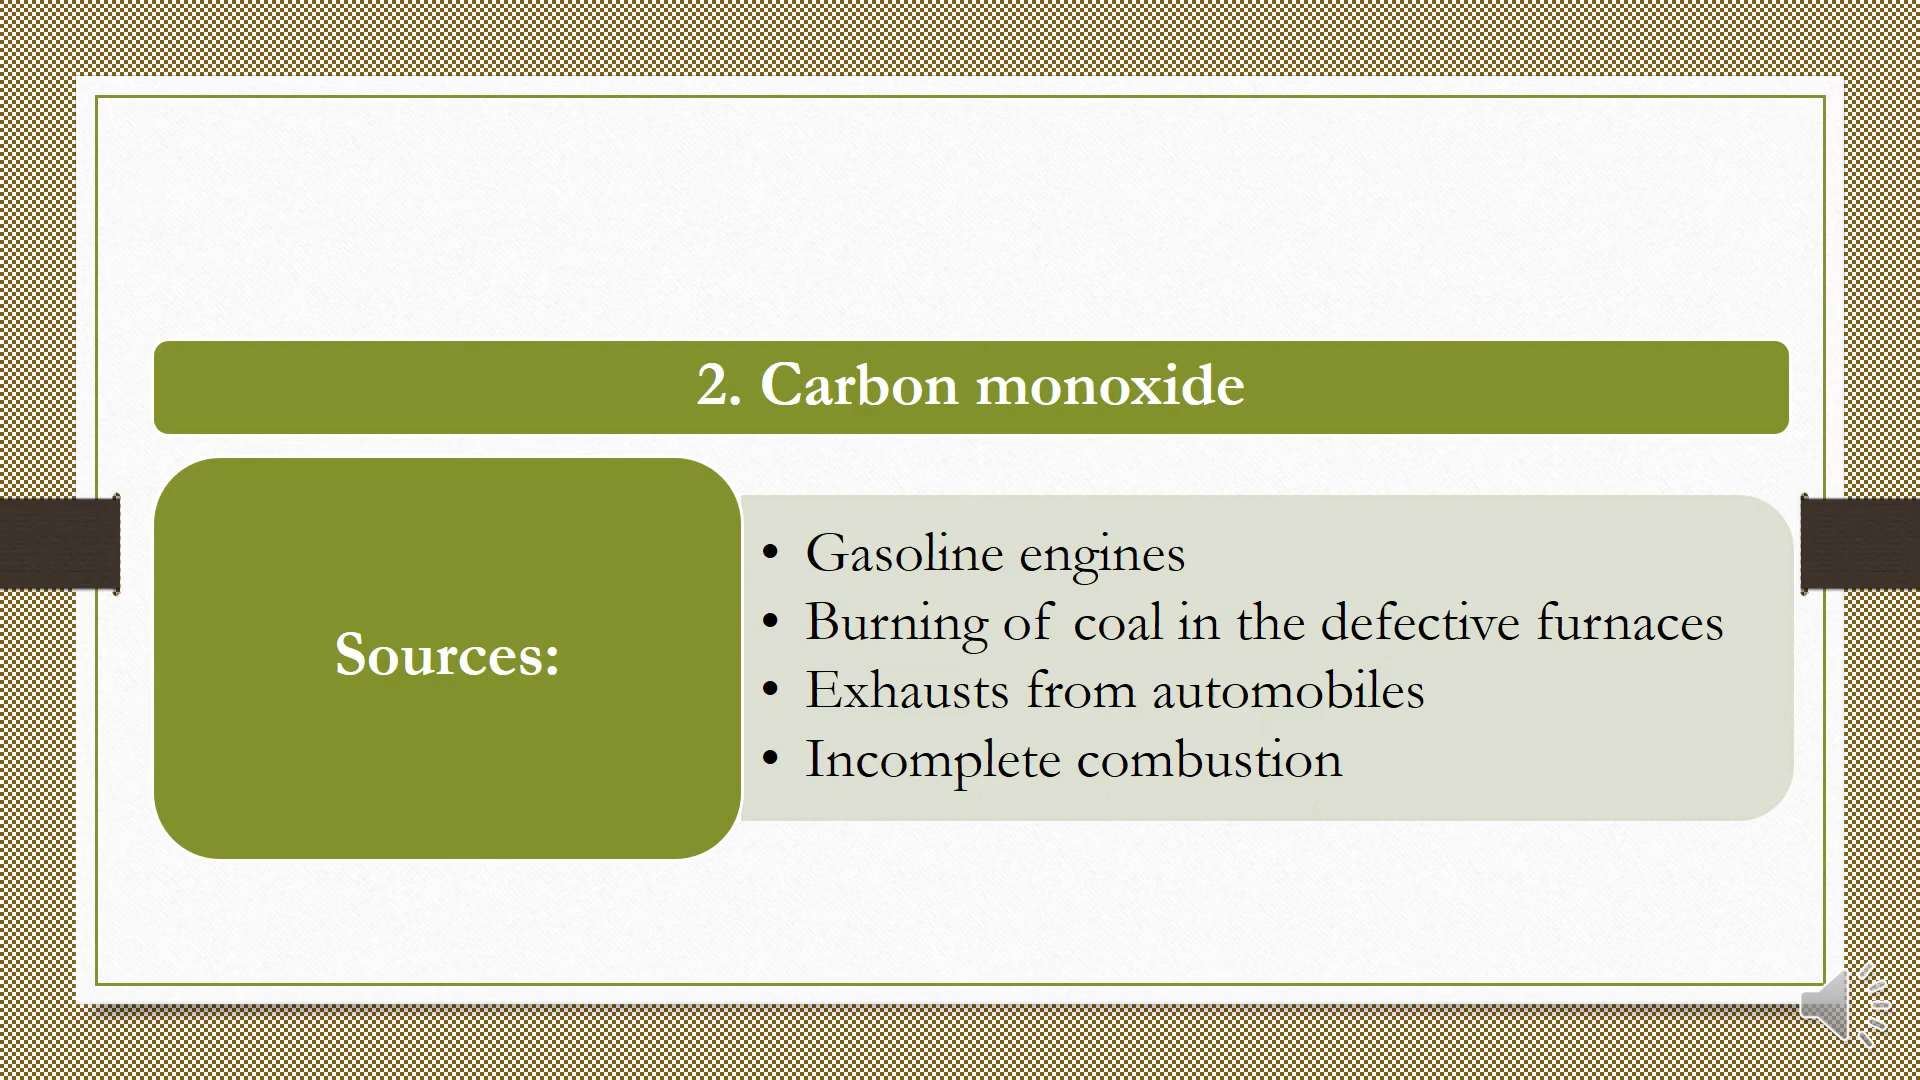 2. Carbon monoxide
Sources:
• Gasoline engines
• Burning of coal in the defective furnaces
• Exhausts from automobiles
• Incomplete combustion